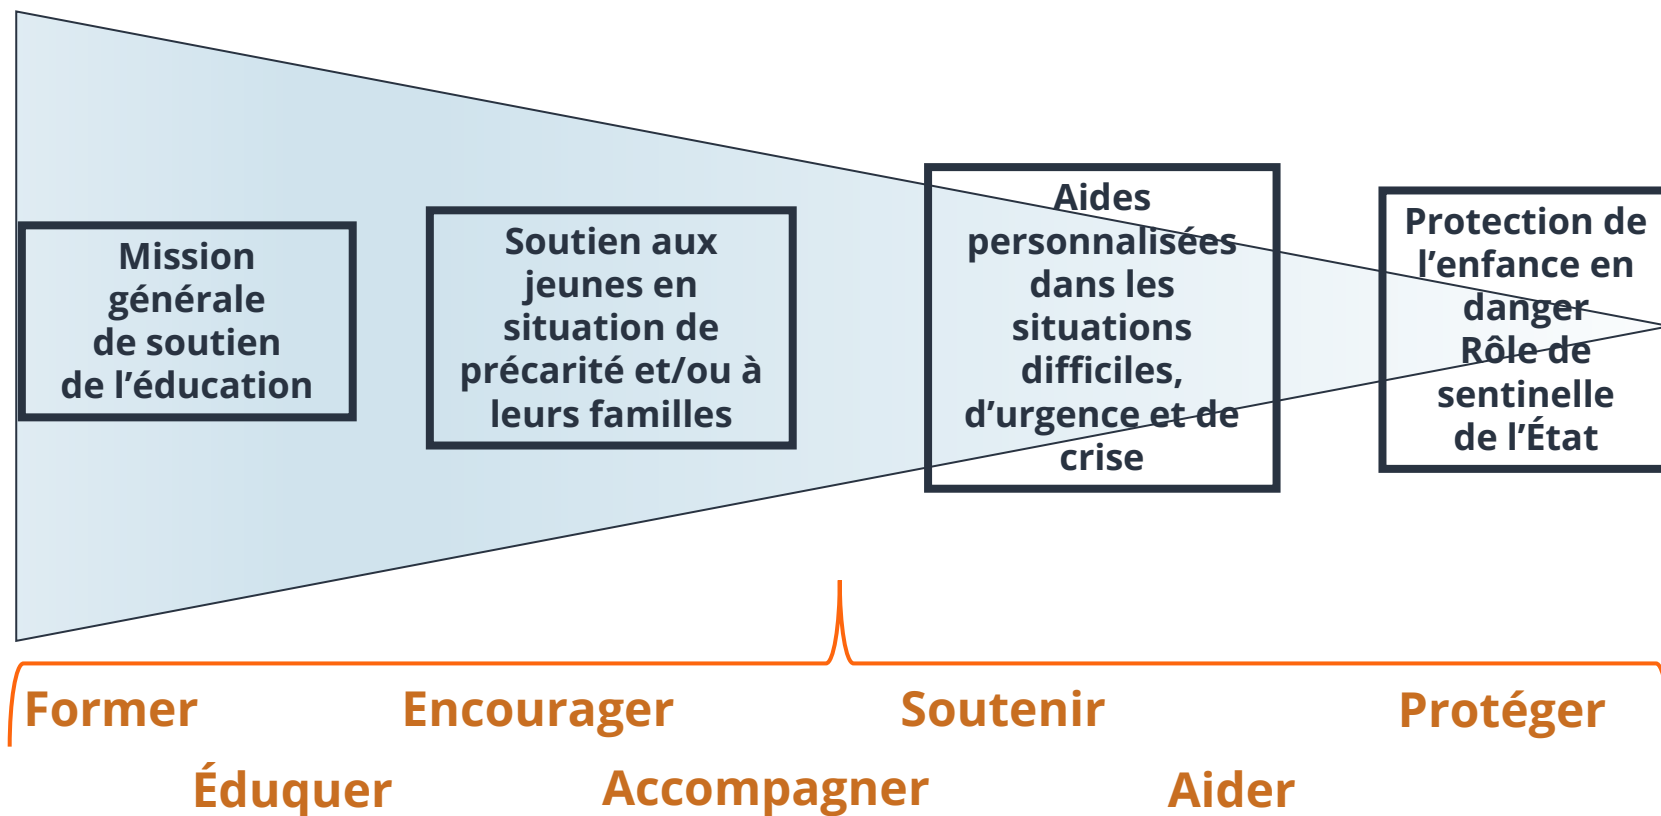 Mission
générale
de soutien
de l’éducation
Soutien aux
jeunes en
situation de
précarité et/ou à
leurs familles
Aides
personnalisées
dans les
situations
difficiles,
d’urgence et de
crise
Protection de
l’enfance en
danger
Rôle de
sentinelle
de l’État
Former
Encourager
Soutenir
Protéger
Éduquer
Accompagner
Aider